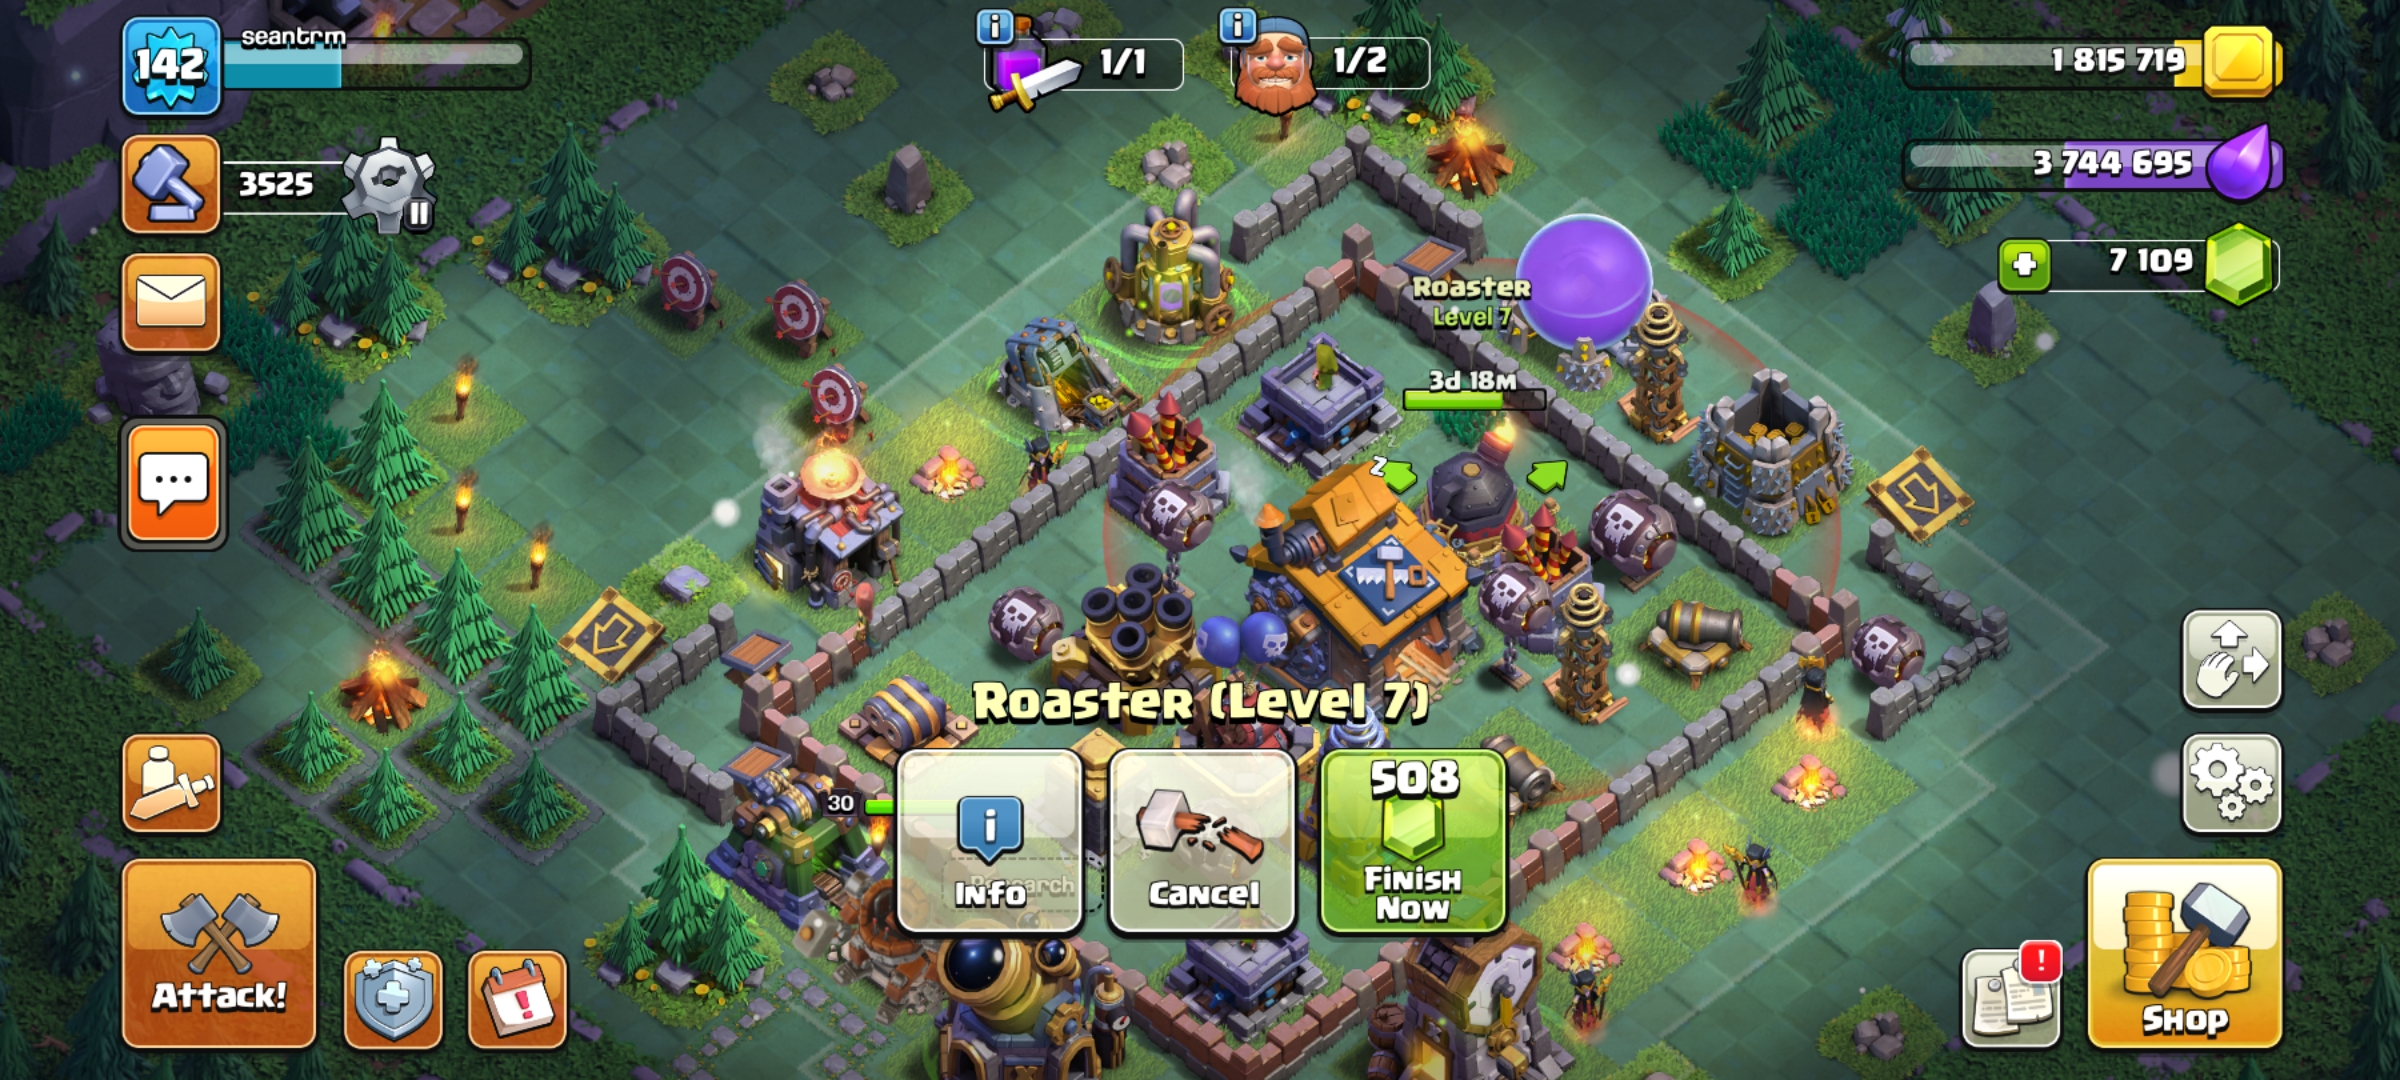 142
seantrm
1/1
1/2
1 815 719
3525
3 744 695
7 109
Roaster
Level 7
3d 18m
z
z
Roaster (Level 7)
30
508
Info
Cancel
Finish
Now
Attack!
Shop